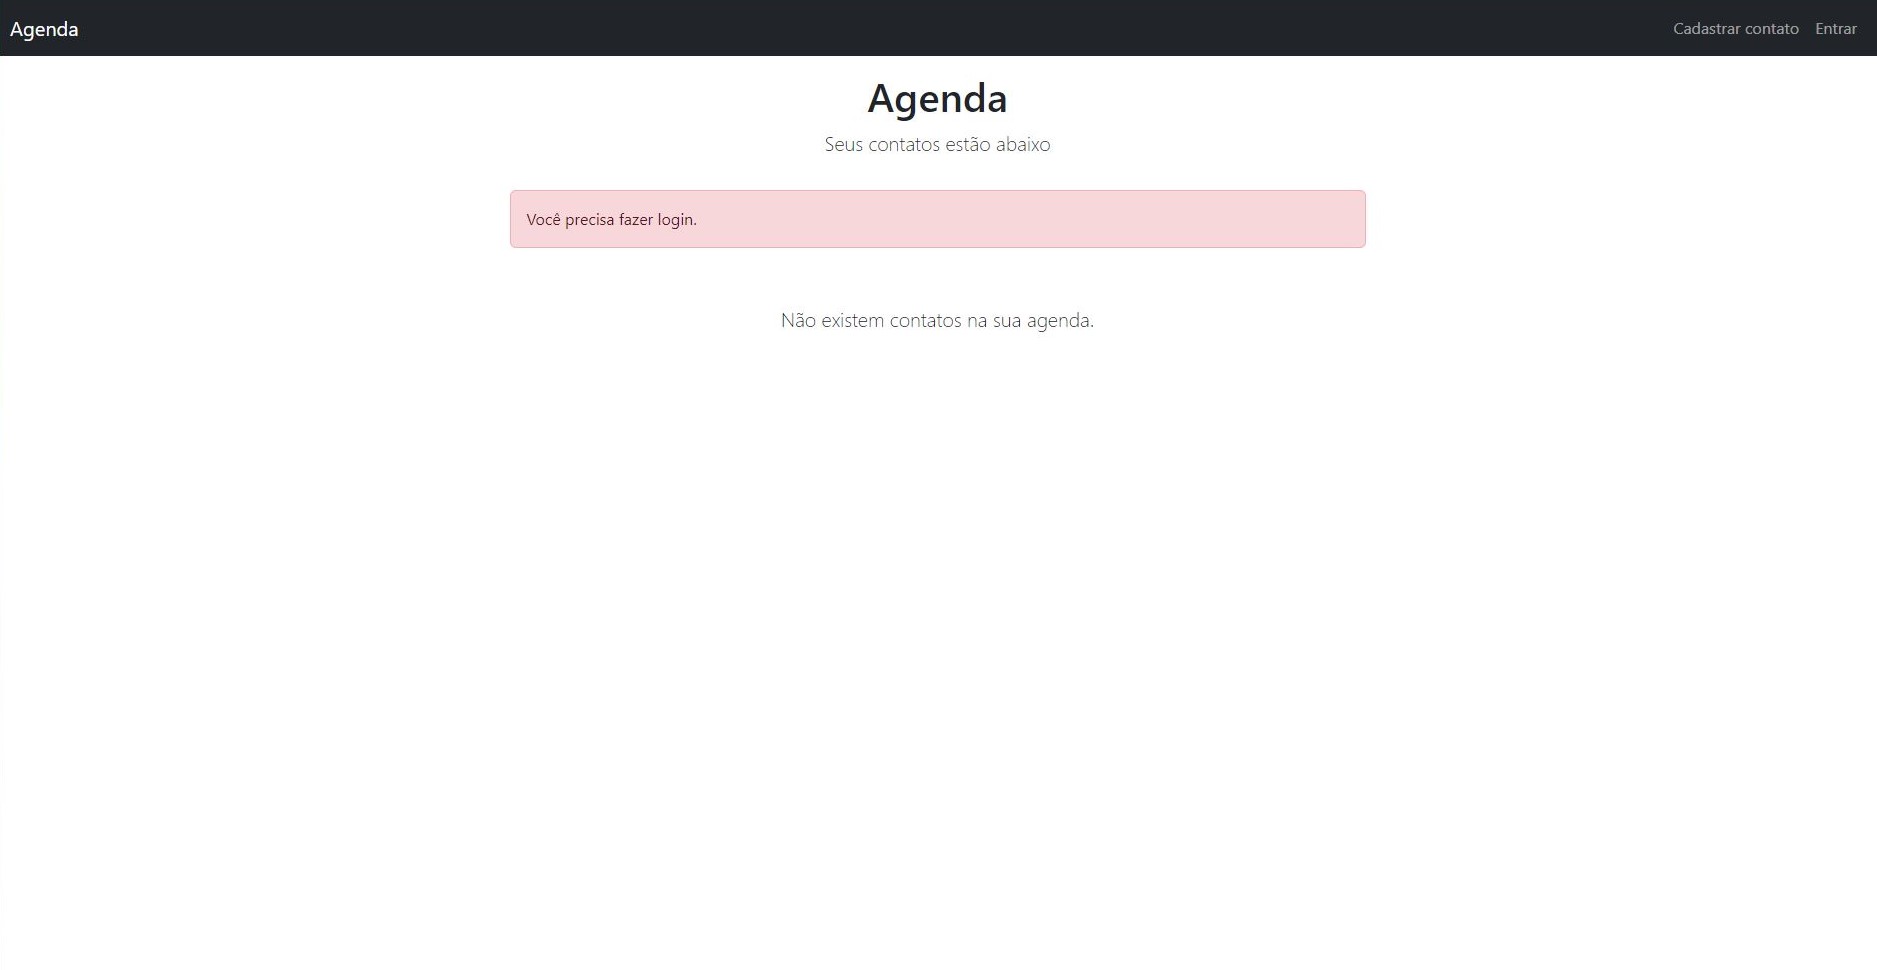 Agenda
Cadastrar contato
Entrar
Agenda
Seus contatos estão abaixo
Você precisa fazer login.
Não existem contatos na sua agenda.